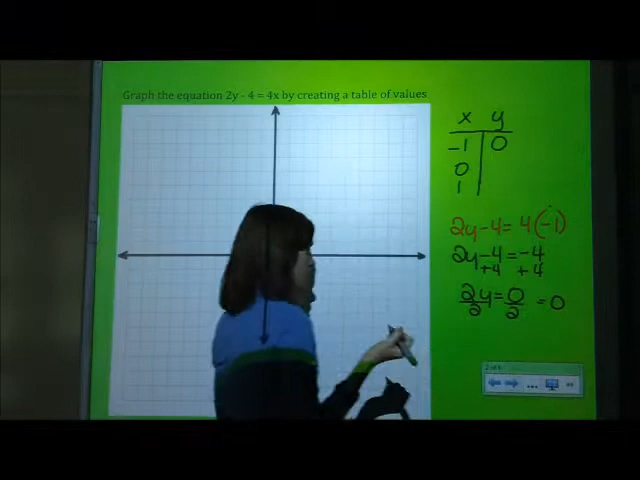 Graph the equation 2y - 4 = 4x by creating a table of values
x y
-1 0
0
1
2y-4= 4(-1)
2y-4=-4
+4 +4
2y=0 =0
2 2